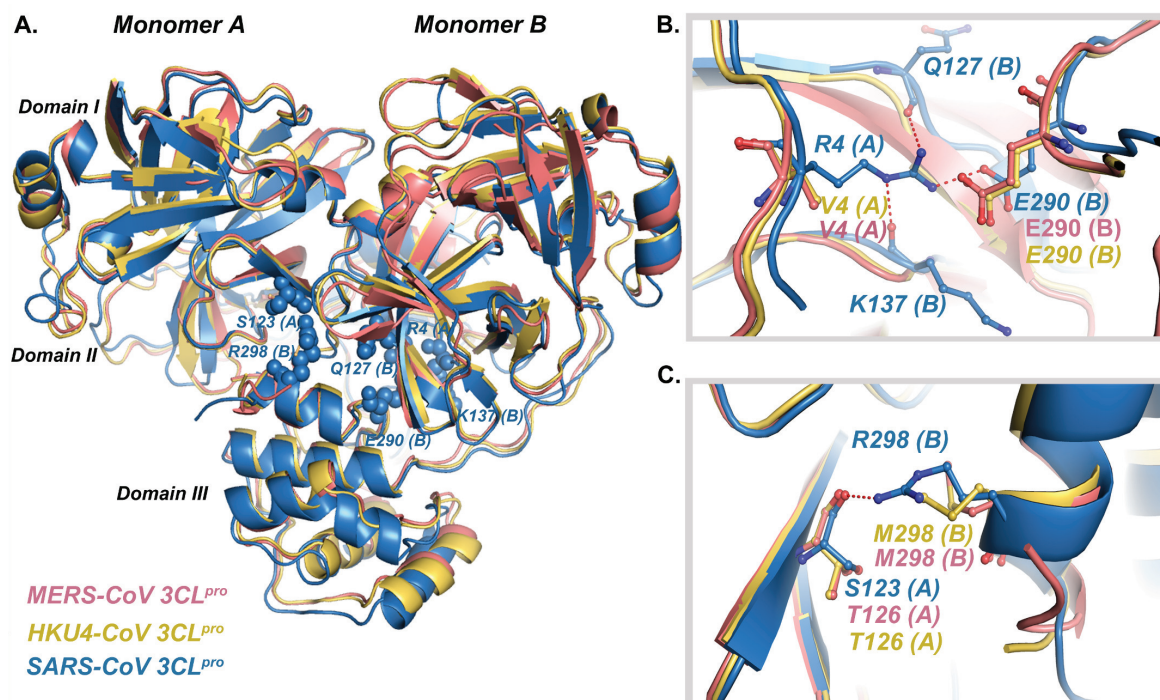 A.
Monomer A
Monomer B
Domain I
S123 (A)
R298 (B)
R4 (A)
Q127 (B)
K137 (B)
E290 (B)
Domain II
Domain III
MERS-CoV 3CLpro
HKU4-CoV 3CLpro
SARS-CoV 3CLpro
B.
Q127 (B)
R4 (A)
V4 (A)
V4 (A)
E290 (B)
E290 (B)
E290 (B)
K137 (B)
C.
R298 (B)
M298 (B)
M298 (B)
S123 (A)
T126 (A)
T126 (A)